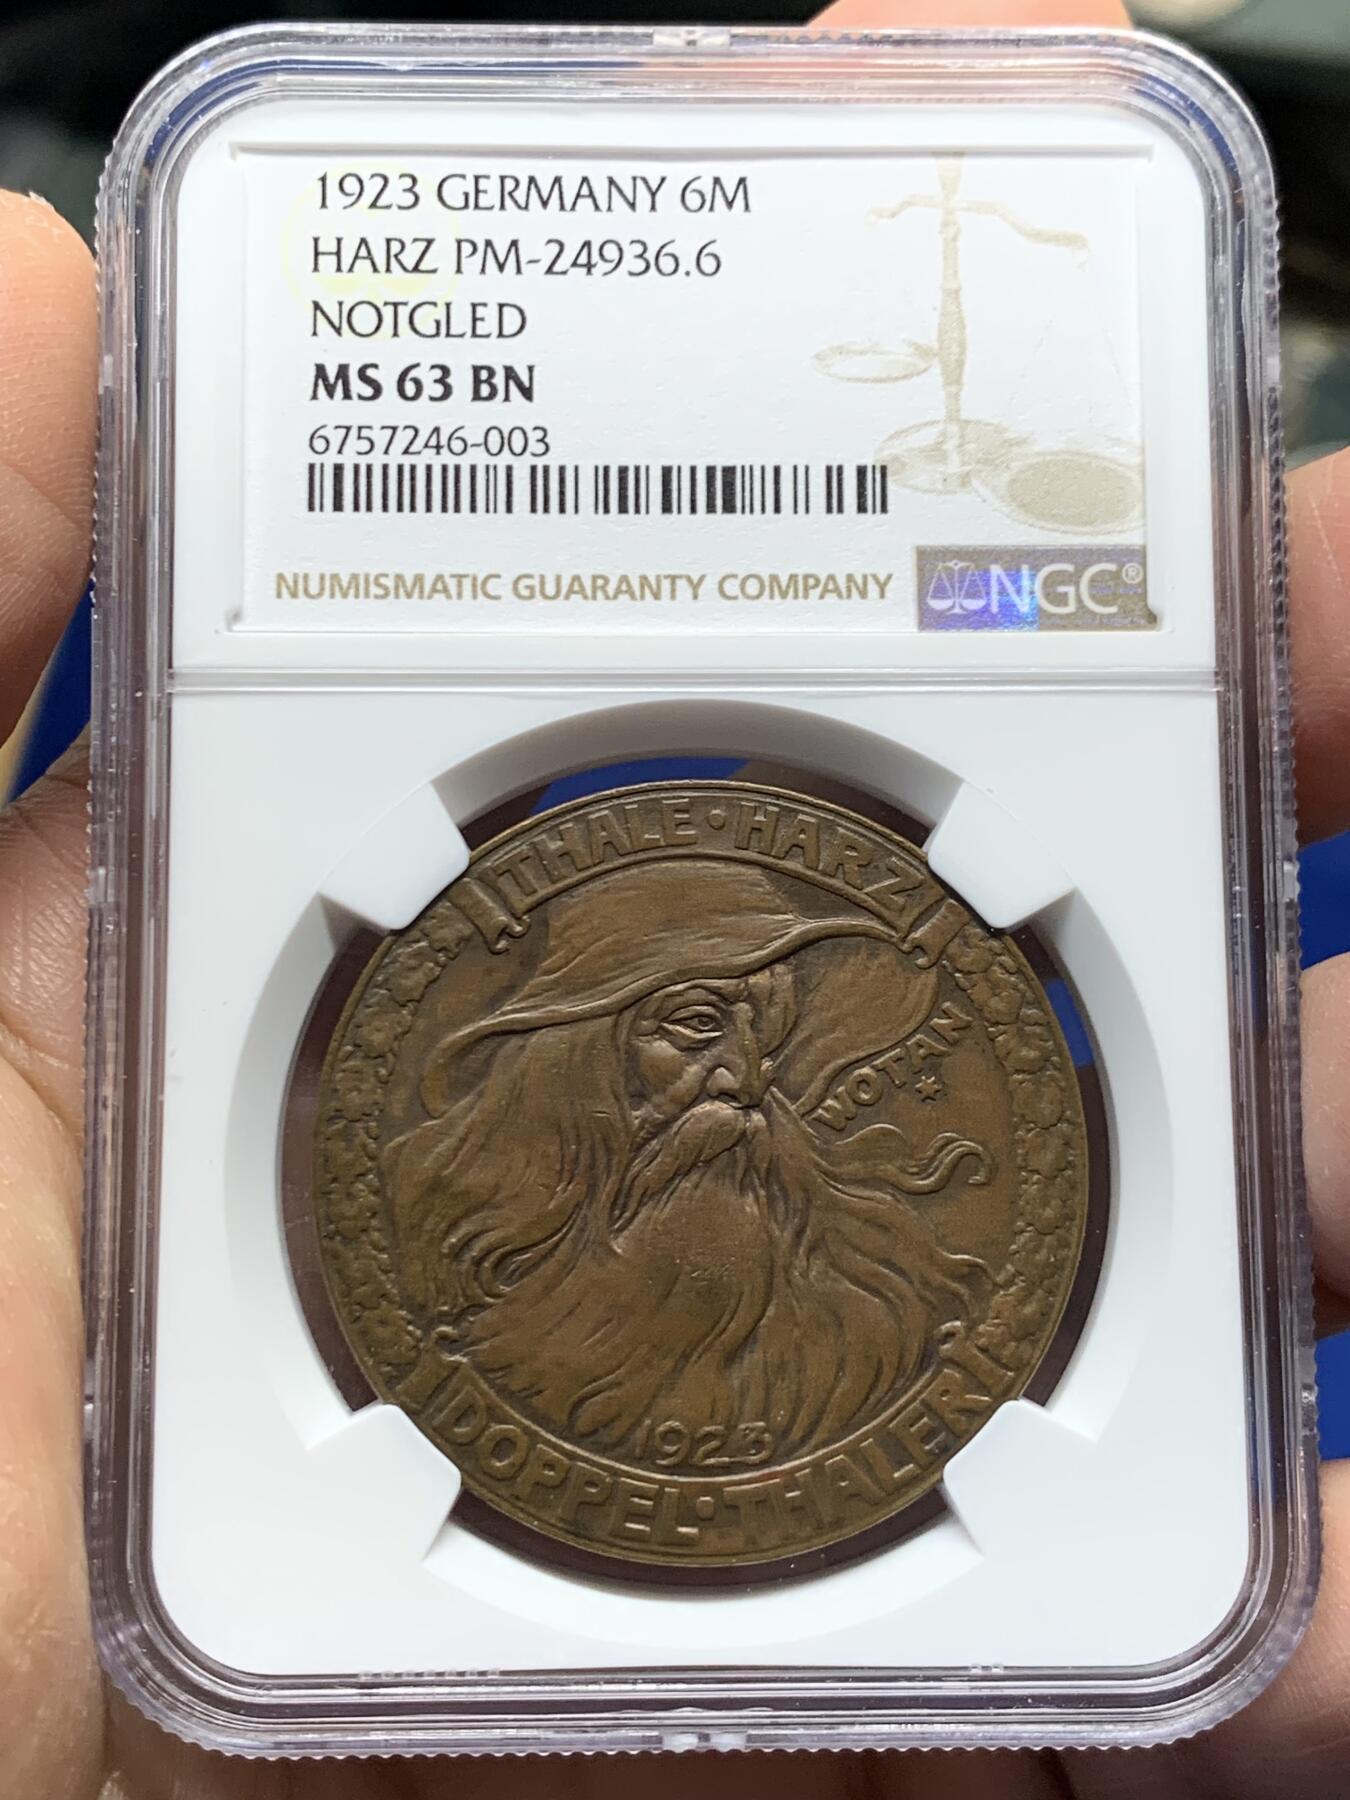 1923 GERMANY 6M
HARZ PM-24936.6
NOTGLED
MS 63 BN
6757246-003
NUMISMATIC GUARANTY COMPANY
NGC®
THALE • HARZ
WOTAN
1923
DOPPEL • THALER